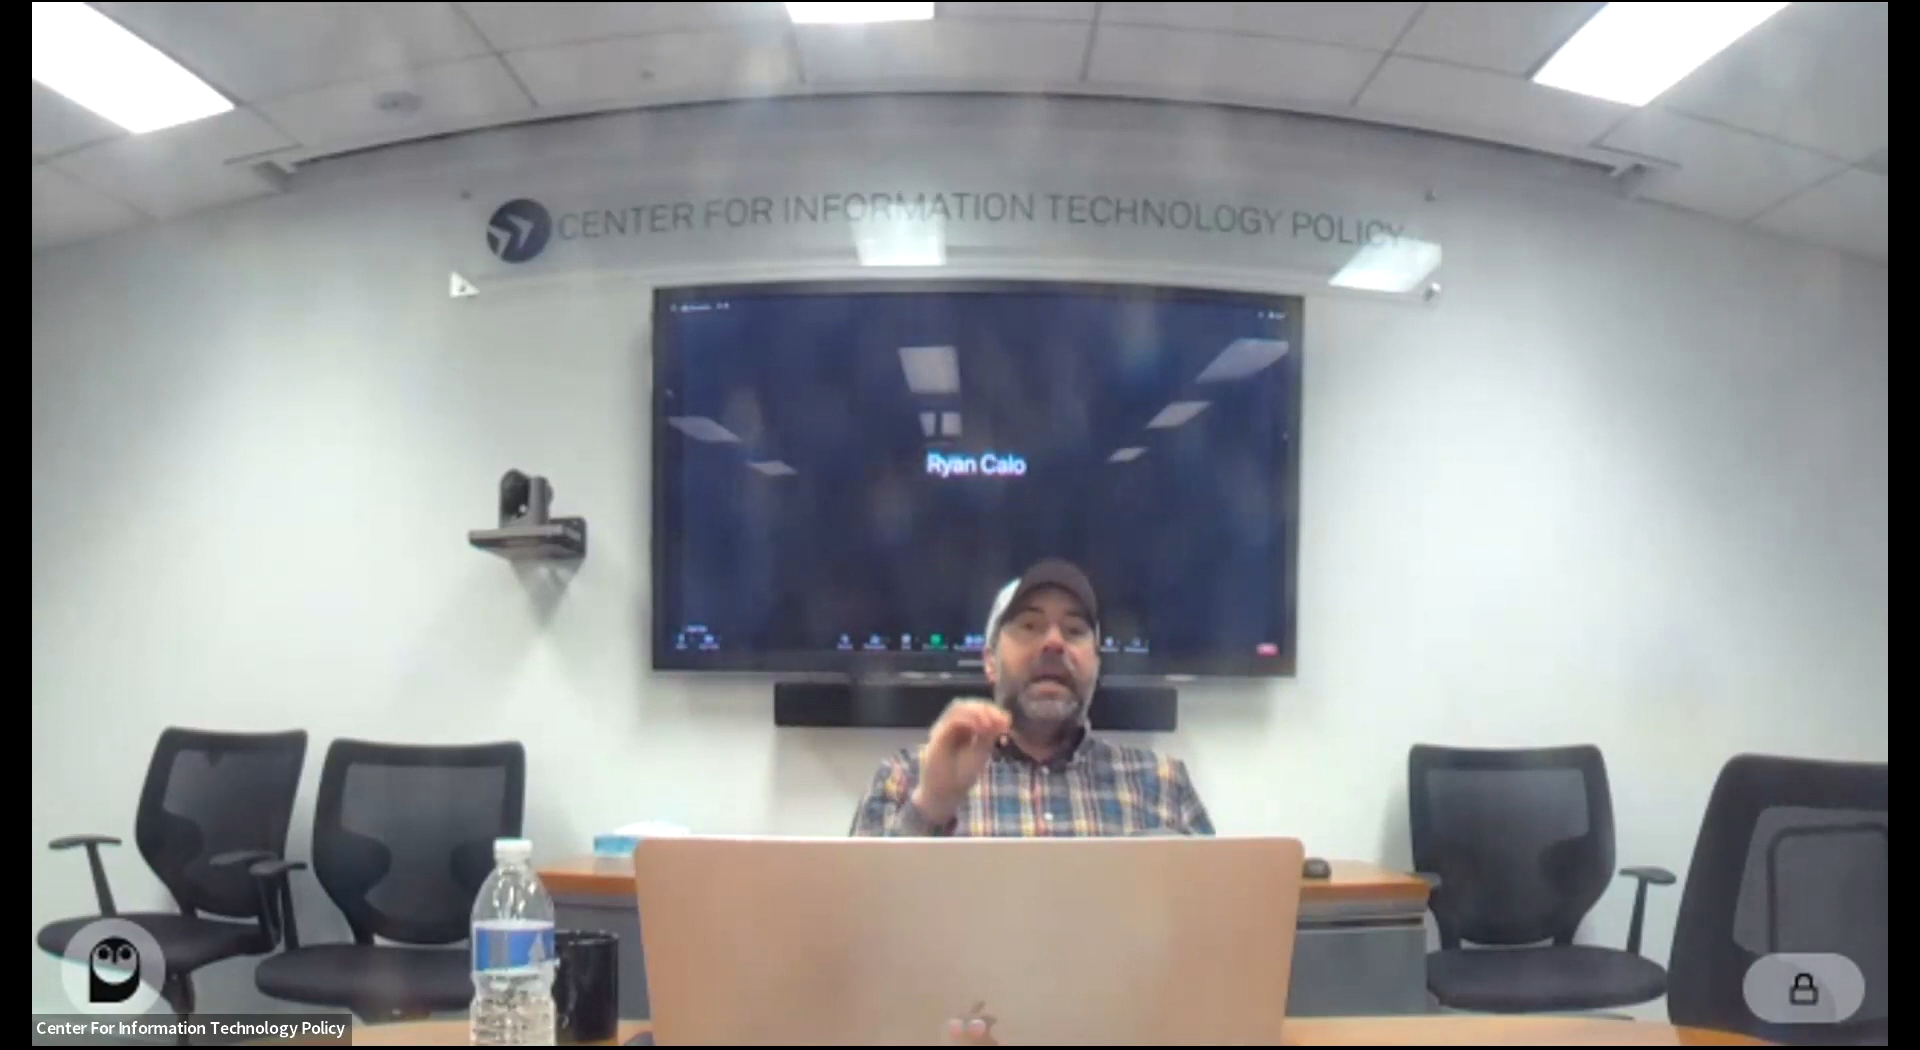 CENTER FOR INFORMATION TECHNOLOGY POLICY
Ryan Calo
Center For Information Technology Policy